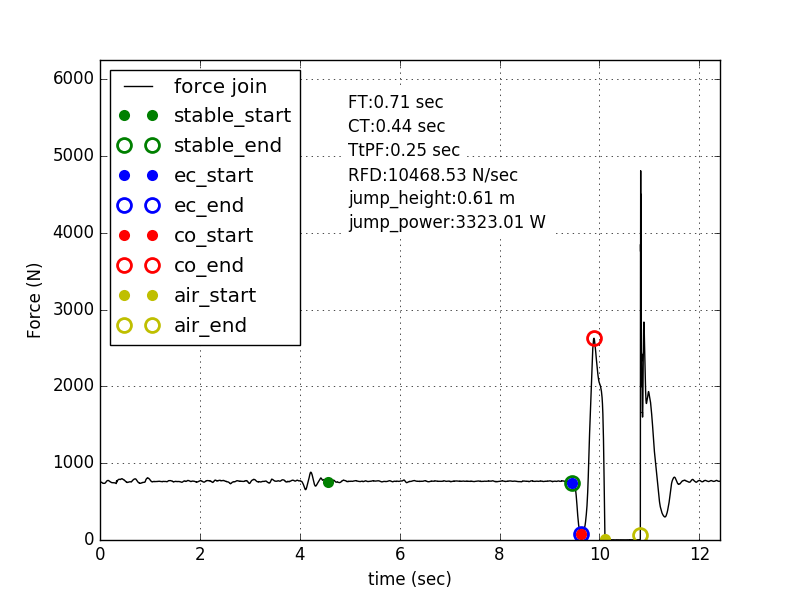 6000
5000
4000
3000
2000
1000
0
Force (N)
force join
stable_start
stable_end
ec_start
ec_end
co_start
co_end
air_start
air_end
FT:0.71 sec
CT:0.44 sec
TtPF:0.25 sec
RFD:10468.53 N/sec
jump_height:0.61 m
jump_power:3323.01 W
0 2 4 6 8 10 12
time (sec)